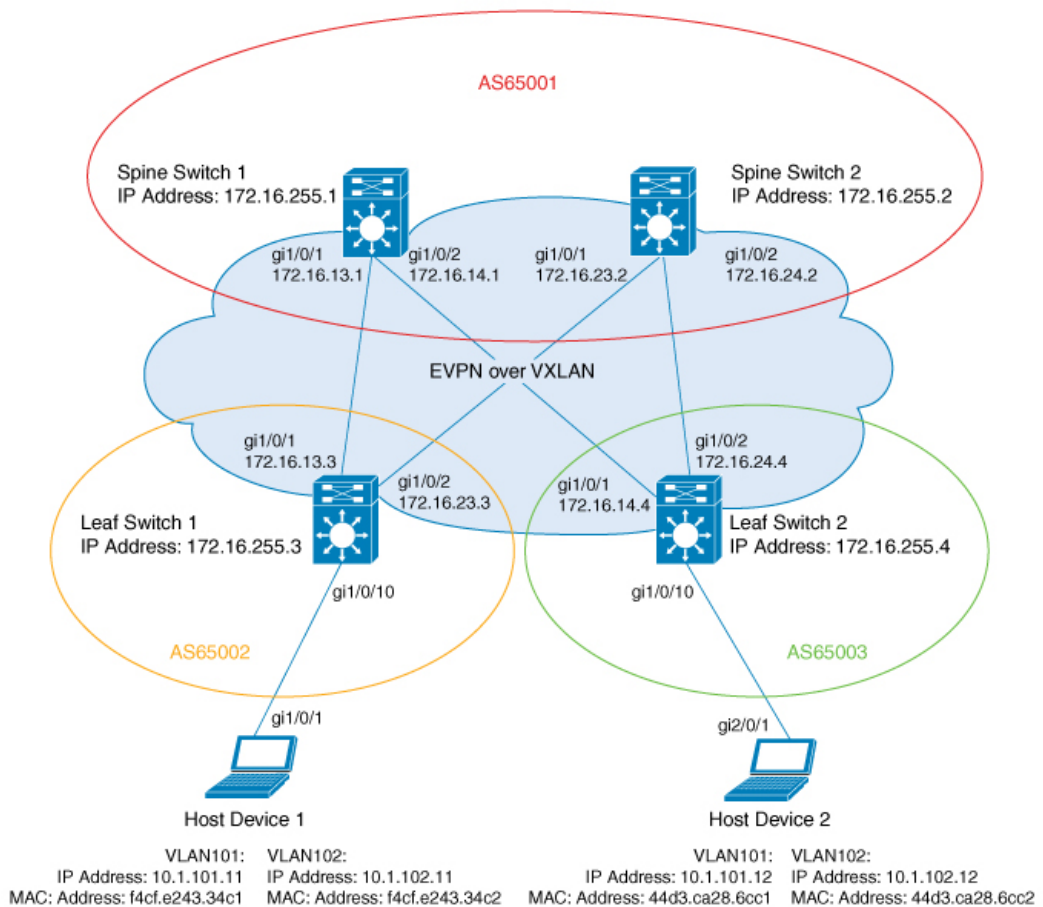 AS65001
Spine Switch 1
IP Address: 172.16.255.1
Spine Switch 2
IP Address: 172.16.255.2
gi1/0/1
172.16.13.1
gi1/0/2
172.16.14.1
gi1/0/1
172.16.23.2
gi1/0/2
172.16.24.2
EVPN over VXLAN
gi1/0/1
172.16.13.3
gi1/0/2
172.16.23.3
gi1/0/1
172.16.14.4
gi1/0/2
172.16.24.4
Leaf Switch 1
IP Address: 172.16.255.3
Leaf Switch 2
IP Address: 172.16.255.4
gi1/0/10
gi1/0/10
AS65002
AS65003
gi1/0/1
gi2/0/1
Host Device 1
Host Device 2
VLAN101:
IP Address: 10.1.101.11
MAC: Address: f4cf.e243.34c1
VLAN102:
IP Address: 10.1.102.11
MAC: Address: f4cf.e243.34c2
VLAN101:
IP Address: 10.1.101.12
MAC: Address: 44d3.ca28.6cc1
VLAN102:
IP Address: 10.1.102.12
MAC: Address: 44d3.ca28.6cc2